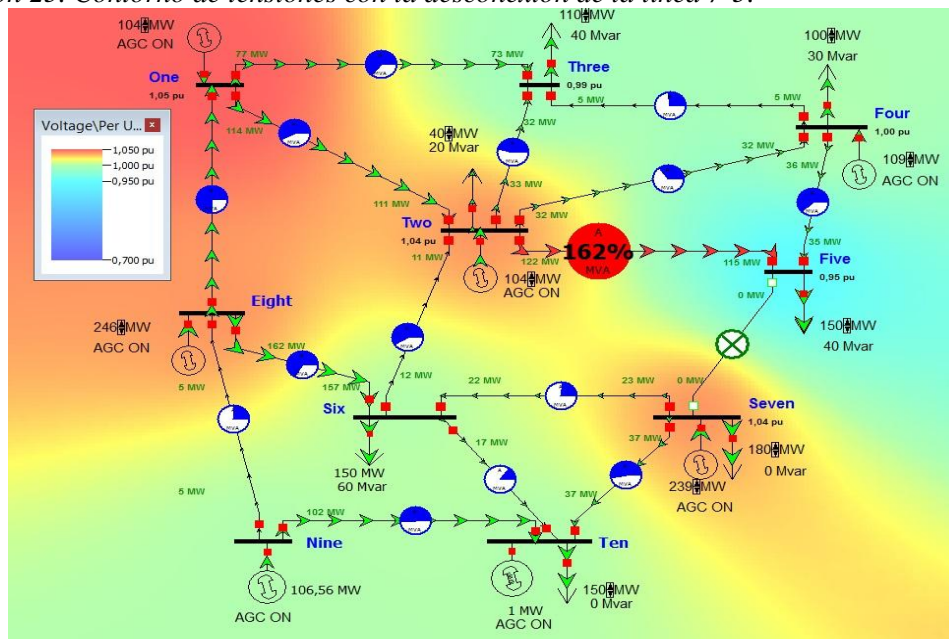 ón 25. Contorno de tensiones con la desconexión de la línea 7-5.
104 MW
AGC ON
One
1,05 pu
77 MW
73 MW
114 MW
111 MW
110 MW
40 Mvar
Three
0,99 pu
32 MW
5 MW
5 MW
100 MW
30 Mvar
Four
1,00 pu
109 MW
AGC ON
Voltage\Per U...
1,050 pu
1,000 pu
0,950 pu
0,700 pu
40 MW
20 Mvar
Two
1,04 pu
33 MW
32 MW
32 MW
36 MW
35 MW
11 MW
122 MW
162%
MVA
115 MW
104 MW
AGC ON
Five
0,95 pu
0 MW
150 MW
40 Mvar
Eight
246 MW
AGC ON
162 MW
157 MW
5 MW
5 MW
12 MW
Six
150 MW
60 Mvar
22 MW
23 MW
0 MW
Seven
1,04 pu
17 MW
37 MW
37 MW
239 MW
AGC ON
180 MW
0 Mvar
102 MW
Nine
106,56 MW
Ten
1 MW
AGC ON
150 MW
0 Mvar